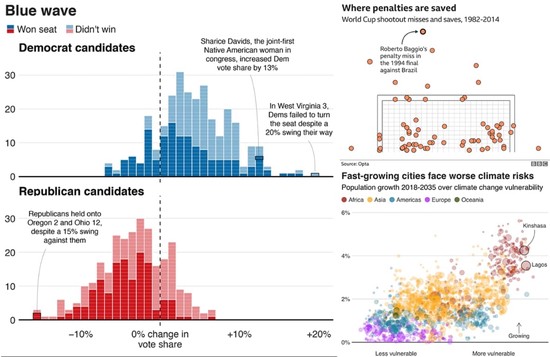 Blue wave
Won seat
Didn't win
Democrat candidates
Sharice Davids, the joint-first
Native American woman in
congress, increased Dem
vote share by 13%
30
20
10
0
In West Virginia 3,
Dems failed to turn
the seat despite a
20% swing their way
Republican candidates
Republicans held onto
Oregon 2 and Ohio 12,
despite a 15% swing
against them
30
20
10
0
−10%
0% change in
vote share
+10%
+20%
Where penalties are saved
World Cup shootout misses and saves, 1982-2014
Roberto Baggio's
penalty miss in
the 1994 final
against Brazil
Source: Opta
BBC
Fast-growing cities face worse climate risks
Population growth 2018-2035 over climate change vulnerability
Africa
Asia
Americas
Europe
Oceania
6%
4%
2%
0%
Kinshasa
Lagos
Growing
Less vulnerable
More vulnerable